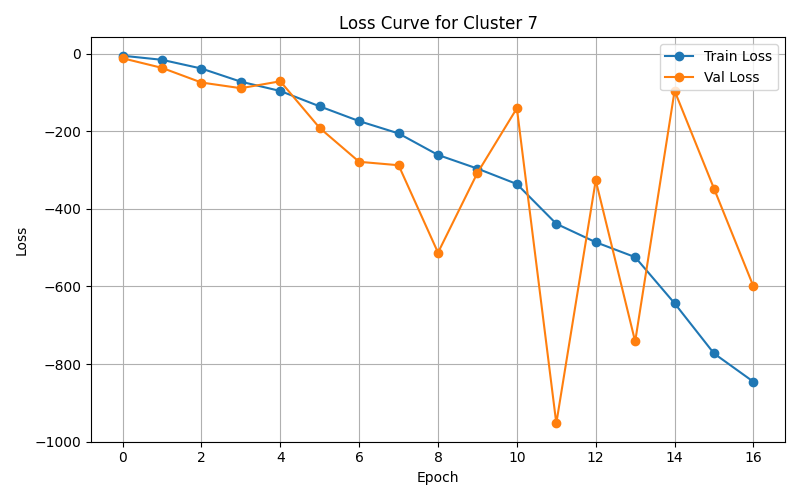 Loss Curve for Cluster 7
Train Loss
Val Loss
0
−200
−400
−600
−800
−1000
Loss
0 2 4 6 8 10 12 14 16
Epoch